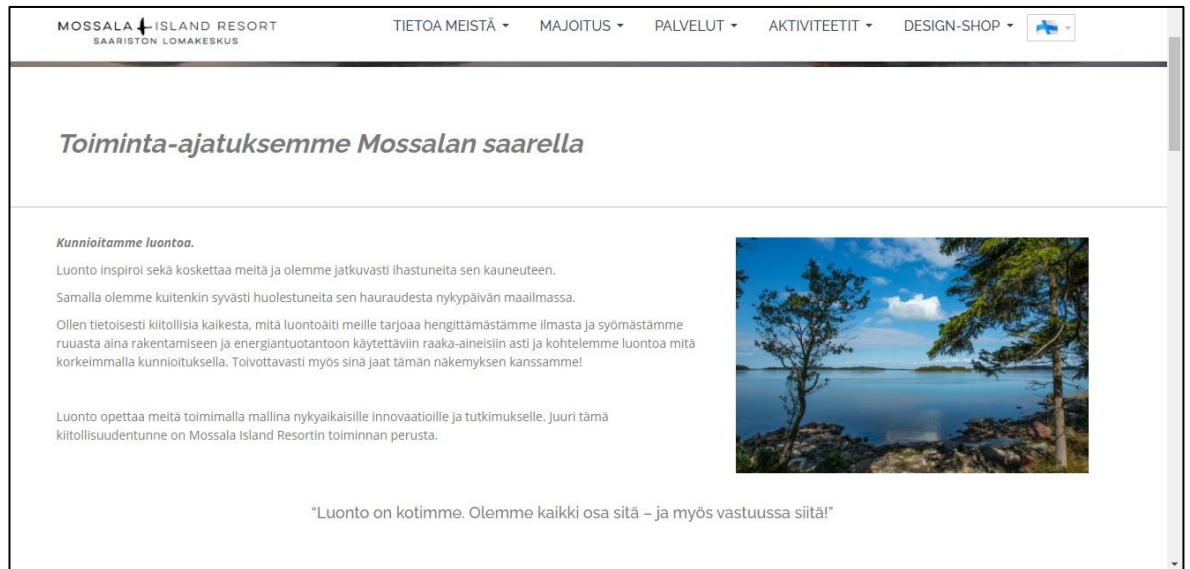 MOSSALA ISLAND RESORT
SAARISTON LOMAKESKUS
TIETOA MEISTÄ MAJOITUS PALVELUT AKTIVITEETIT DESIGN-SHOP
Toiminta-ajatuksemme Mossalan saarella
Kunnioitamme luontoa.
Luonto inspiroi sekä koskettaa meitä ja olemme jatkuvasti ihastuneita sen kauneuteen.
Samalla olemme kuitenkin syvästi huolestuneita sen hauraudesta nykypäivän maailmassa.
Ollen tietoisesti kiitollisia kaikesta, mitä luontoäiti meille tarjoaa hengittämästämme ilmasta ja syömästämme
ruuasta aina rakentamiseen ja energiantuotantoon käytettäviin raaka-aineisiin asti ja kohtelemme luontoa mitä
korkeimmalla kunnioituksella. Toivottavasti myös sinä jaat tämän näkemyksen kanssamme!
Luonto opettaa meitä toimimalla mallina nykyaikaisille innovaatioille ja tutkimukselle. Juuri tämä
kiitollisuudentunne on Mossala Island Resortin toiminnan perusta.
“Luonto on kotimme. Olemme kaikki osa sitä – ja myös vastuussa siitä!”